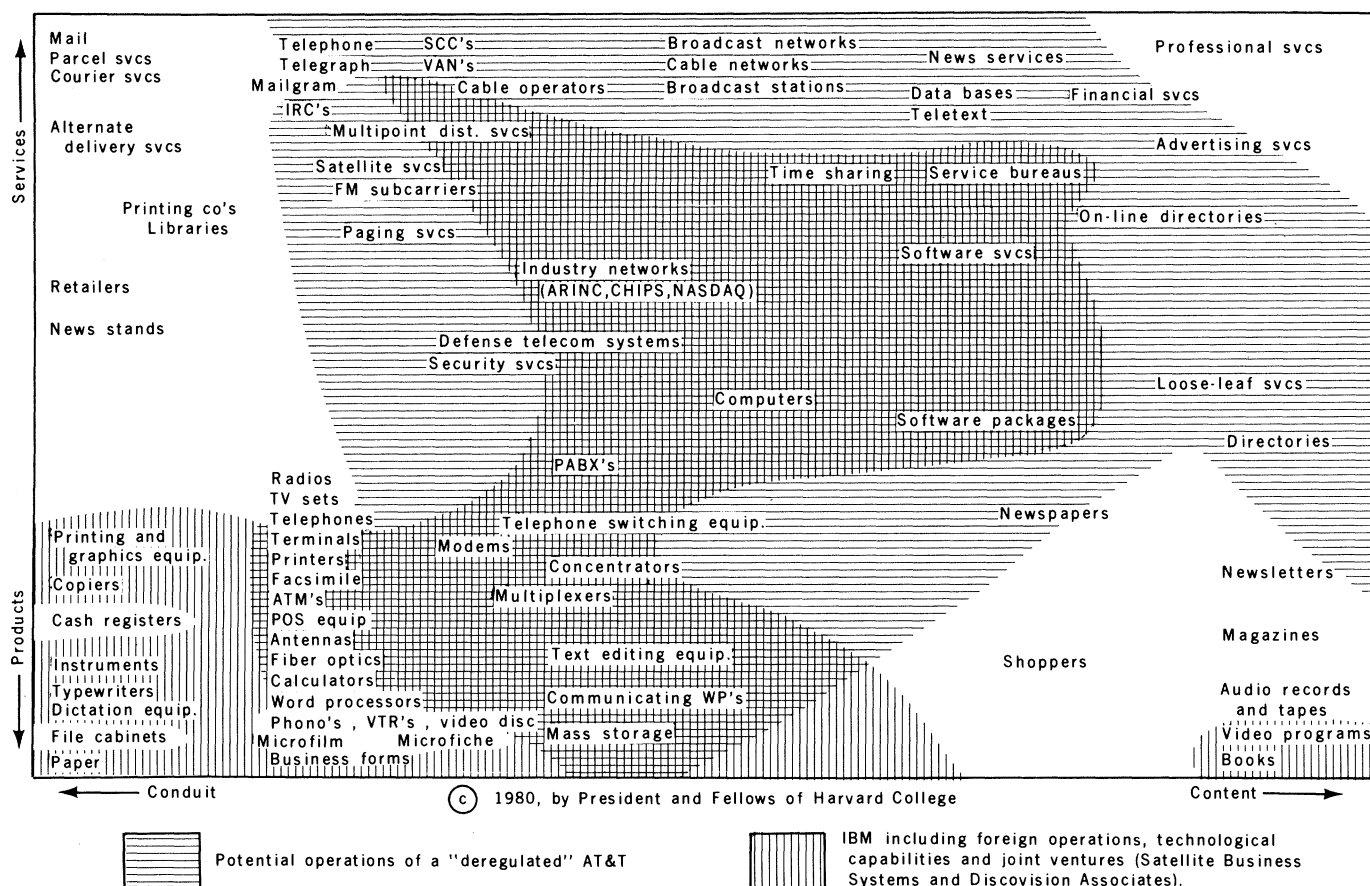 Mail
Parcel svcs
Courier svcs
Alternate
delivery svcs
Printing co's
Libraries
Retailers
News stands
Telephone
Telegraph
Mailgram
IRC's
SCC's
VAN's
Cable operators
Multipoint dist. svcs
Satellite svcs
FM subcarriers
Paging svcs
Industry networks
(ARINC,CHIPS,NASDAQ)
Defense telecom systems
Security svcs
Broadcast networks
Cable networks
Broadcast stations
News services
Data bases
Teletext
Financial svcs
Professional svcs
Advertising svcs
Time sharing
Service bureaus
On-line directories
Software svcs
Computers
Software packages
Loose-leaf svcs
Directories
PABX's
Radios
TV sets
Telephones
Terminals
Printers
Facsimile
ATM's
POS equip
Antennas
Fiber optics
Calculators
Word processors
Phono's , VTR's , video disc
Microfilm Microfiche
Business forms
Telephone switching equip.
Modems
Concentrators
Multiplexers
Text editing equip.
Communicating WP's
Mass storage
Newspapers
Shoppers
Newsletters
Magazines
Audio records
and tapes
Video programs
Books
Printing and
graphics equip.
Copiers
Cash registers
Instruments
Typewriters
Dictation equip.
File cabinets
Paper
Services
Products
Conduit
© 1980, by President and Fellows of Harvard College
Content
Potential operations of a "deregulated" AT&T
IBM including foreign operations, technological
capabilities and joint ventures (Satellite Business
Systems and Discovision Associates).